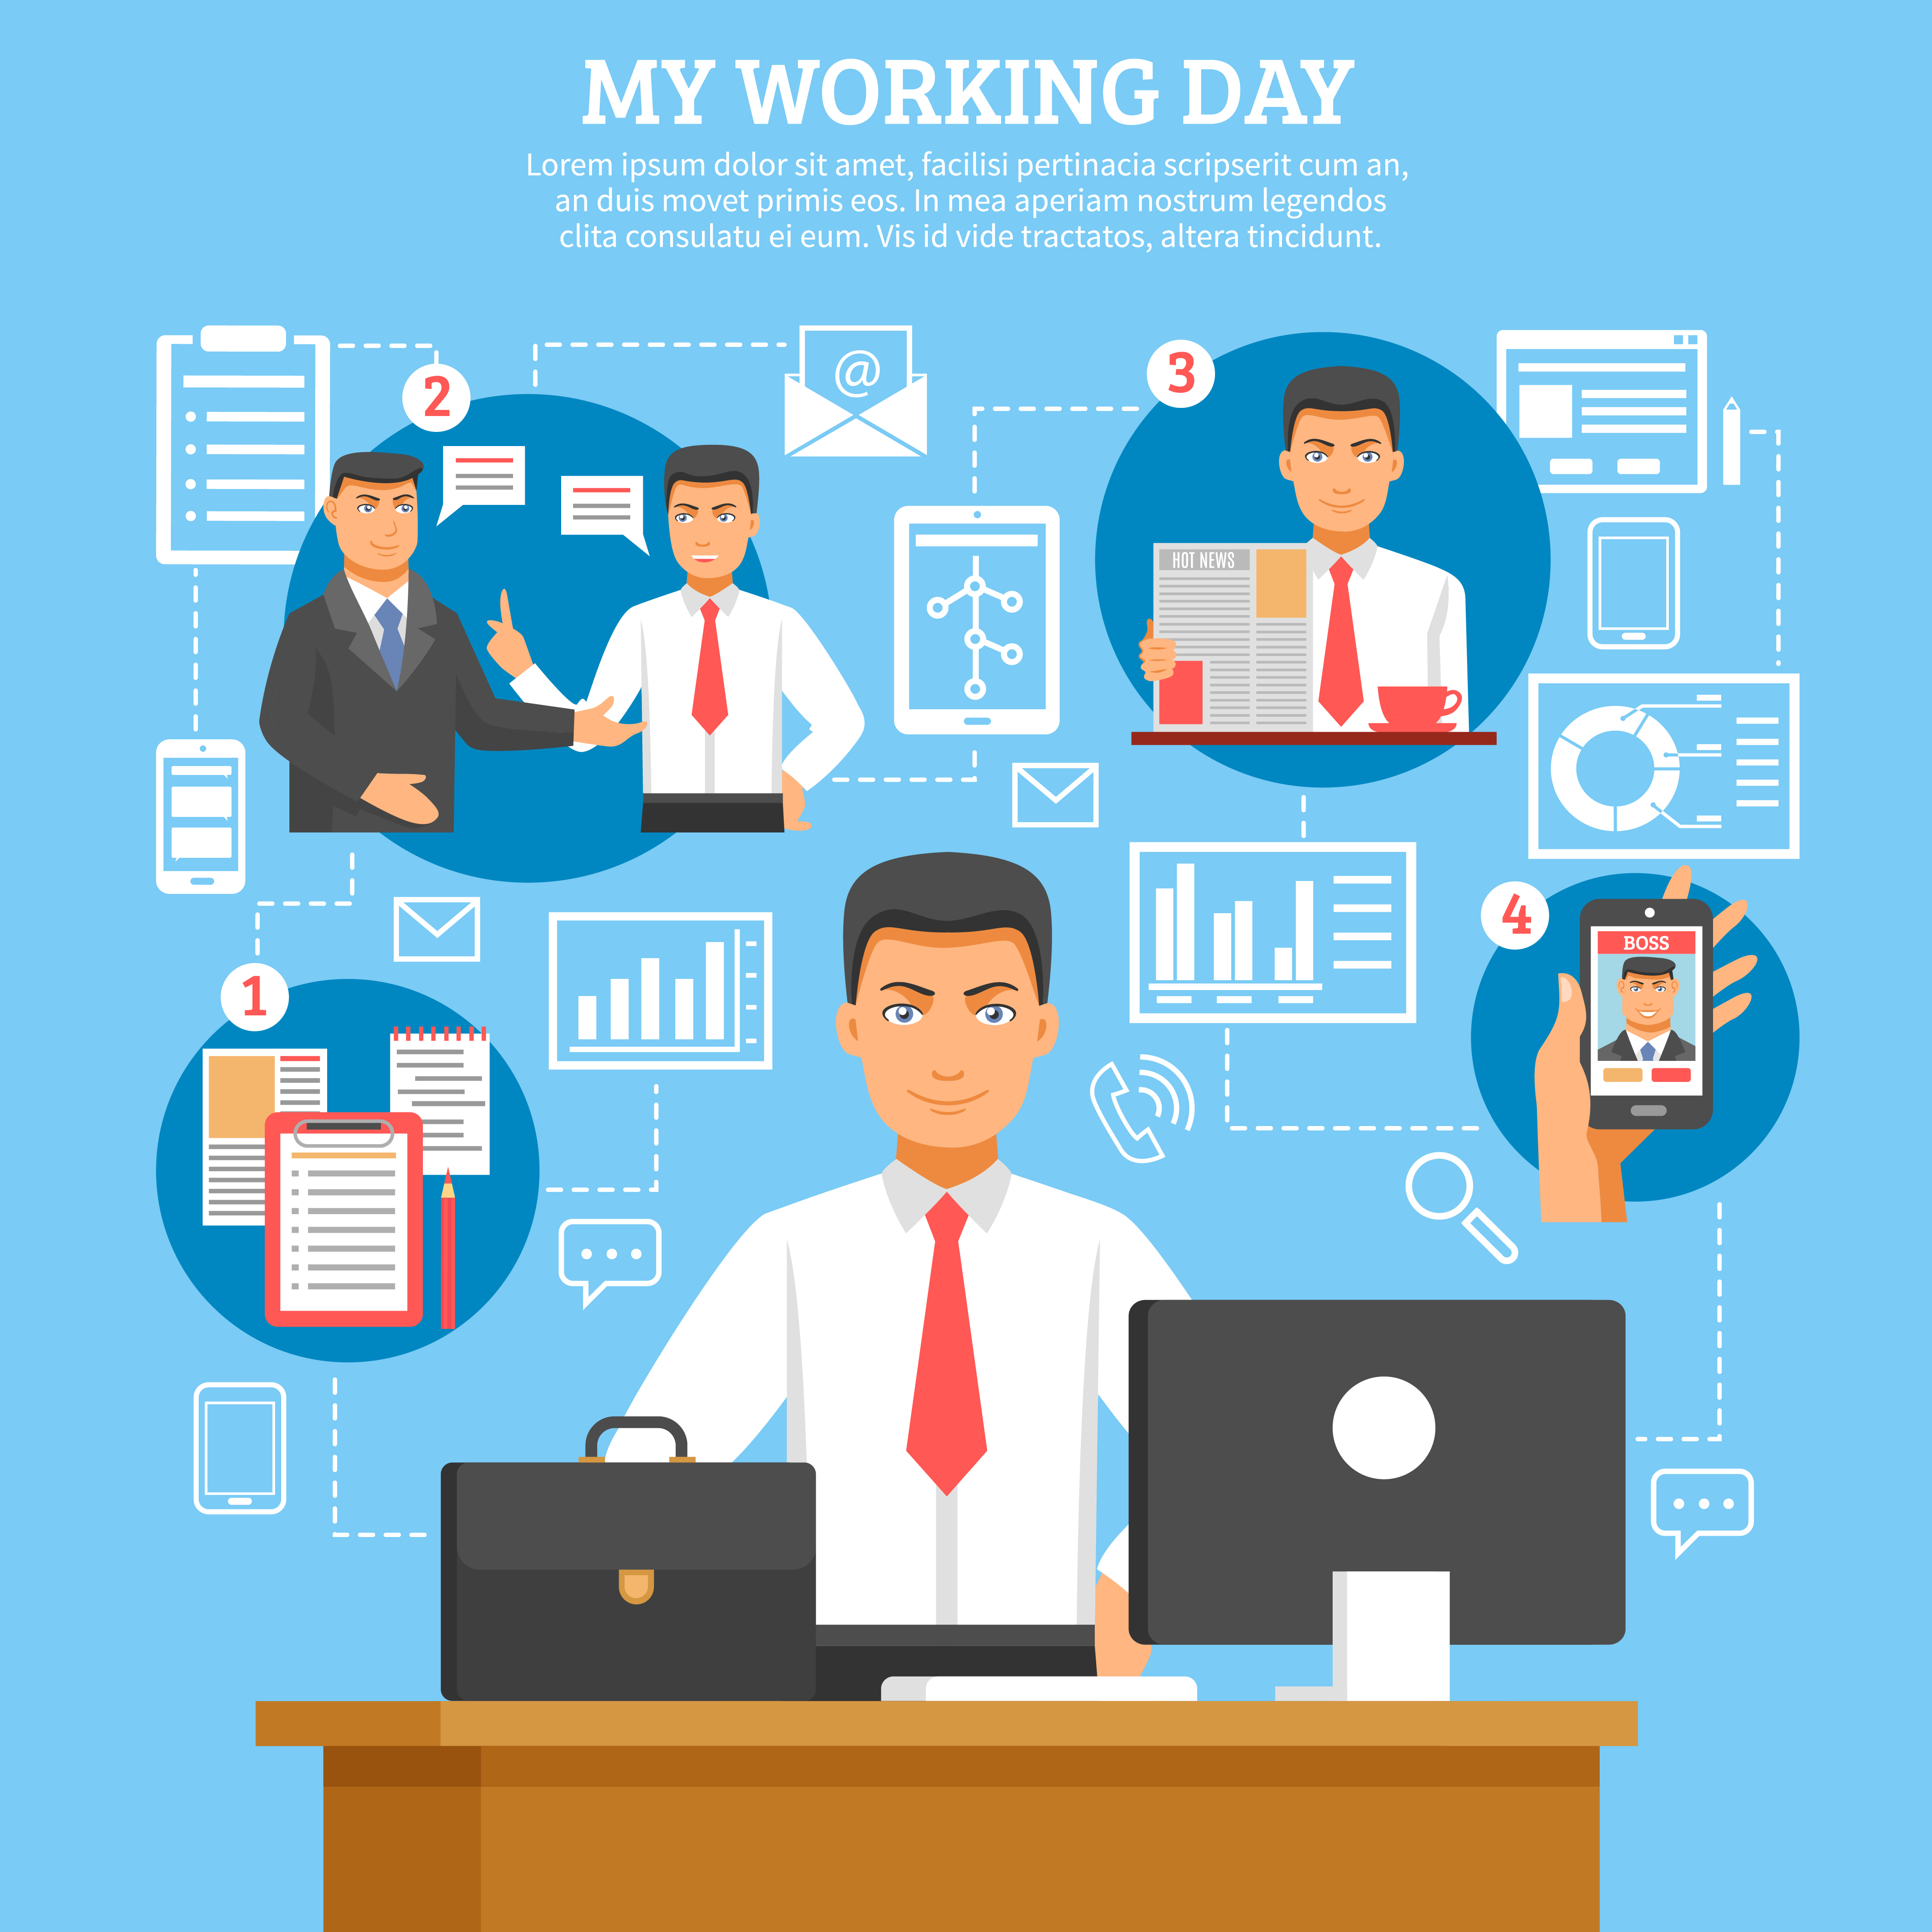 MY WORKING DAY
Lorem ipsum dolor sit amet, facilisi pertinacia scripserit cum an,
an duis movet primis eos. In mea aperiam nostrum legendos
clita consulatu ei eum. Vis id vide tractatos, altera tincidunt.
2
@
3
HOT NEWS
1
4
BOSS